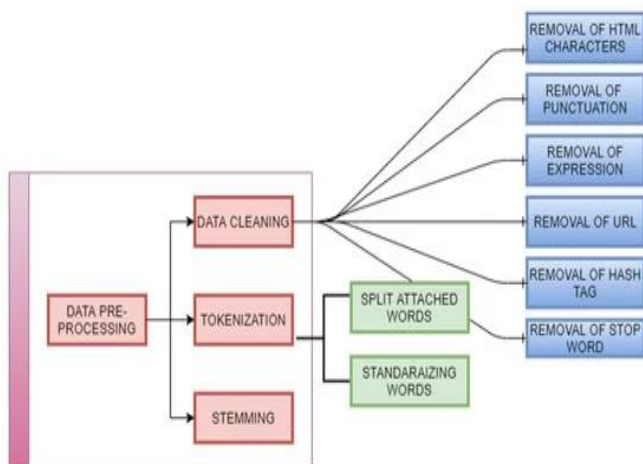 REMOVAL OF HTML
CHARACTERS
REMOVAL OF
PUNCTUATION
REMOVAL OF
EXPRESSION
DATA CLEANING
REMOVAL OF URL
DATA PRE-
PROCESSING
TOKENIZATION
SPLIT ATTACHED
WORDS
REMOVAL OF HASH
TAG
REMOVAL OF STOP
WORD
STANDARAIZING
WORDS
STEMMING